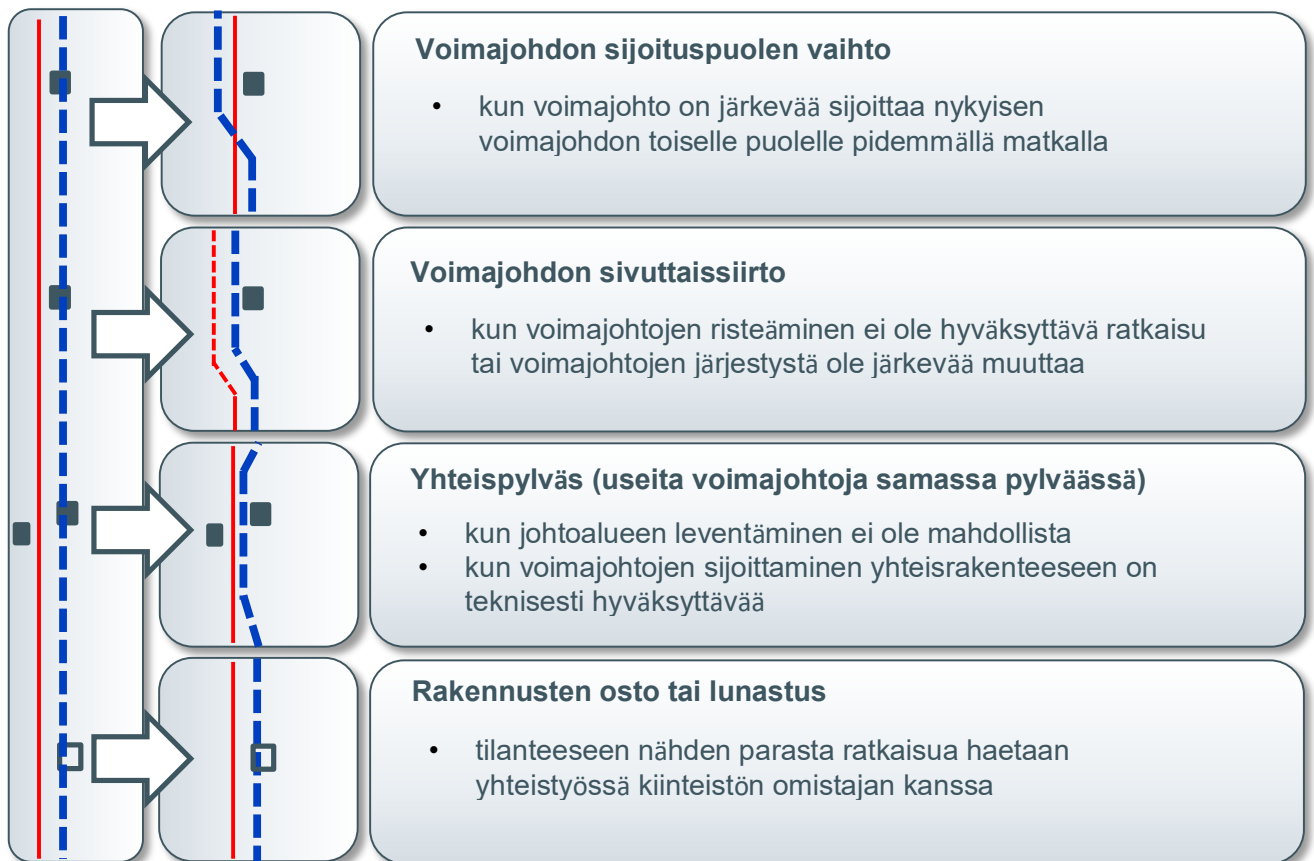 Voimajohdon sijoituspuolen vaihto
• kun voimajohto on järkevää sijoittaa nykyisen
voimajohdon toiselle puolelle pidemmällä matkalla
Voimajohdon sivuttaissiirto
• kun voimajohtojen risteäminen ei ole hyväksyttävä ratkaisu
tai voimajohtojen järjestystä ole järkevää muuttaa
Yhteispylväs (useita voimajohtoja samassa pylväässä)
• kun johtoalueen leventäminen ei ole mahdollista
• kun voimajohtojen sijoittaminen yhteisrakenteeseen on
teknisesti hyväksyttävää
Rakennusten osto tai lunastus
• tilanteeseen nähden parasta ratkaisua haetaan
yhteistyössä kiinteistön omistajan kanssa